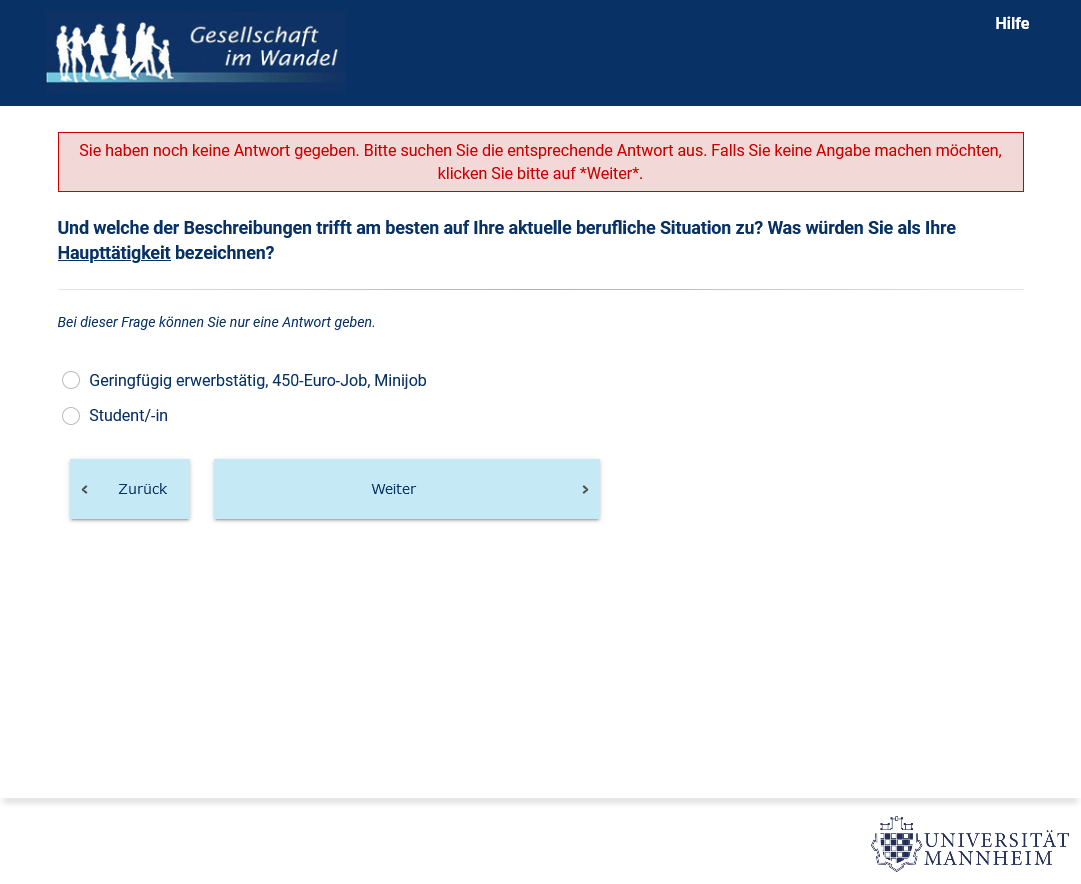 Gesellschaft
im Wandel
Hilfe
Sie haben noch keine Antwort gegeben. Bitte suchen Sie die entsprechende Antwort aus. Falls Sie keine Angabe machen möchten,
klicken Sie bitte auf *Weiter*.
Und welche der Beschreibungen trifft am besten auf Ihre aktuelle berufliche Situation zu? Was würden Sie als Ihre
Haupttätigkeit bezeichnen?
Bei dieser Frage können Sie nur eine Antwort geben.
Geringfügig erwerbstätig, 450-Euro-Job, Minijob
Student/-in
Zurück
Weiter
UNIVERSITÄT
MANNHEIM